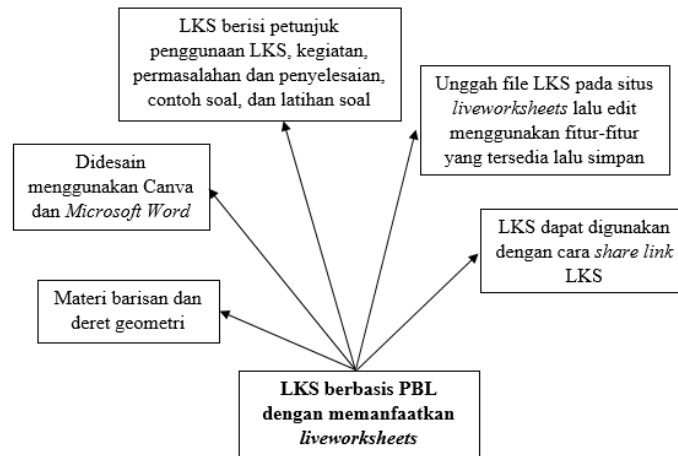 LKS berisi petunjuk
penggunaan LKS, kegiatan,
permasalahan dan penyelesaian,
contoh soal, dan latihan soal
Unggah file LKS pada situs
liveworksheets lalu edit
menggunakan fitur-fitur
yang tersedia lalu simpan
Didesain
menggunakan Canva
dan Microsoft Word
LKS dapat digunakan
dengan cara share link
LKS
Materi barisan dan
deret geometri
LKS berbasis PBL
dengan memanfaatkan
liveworksheets